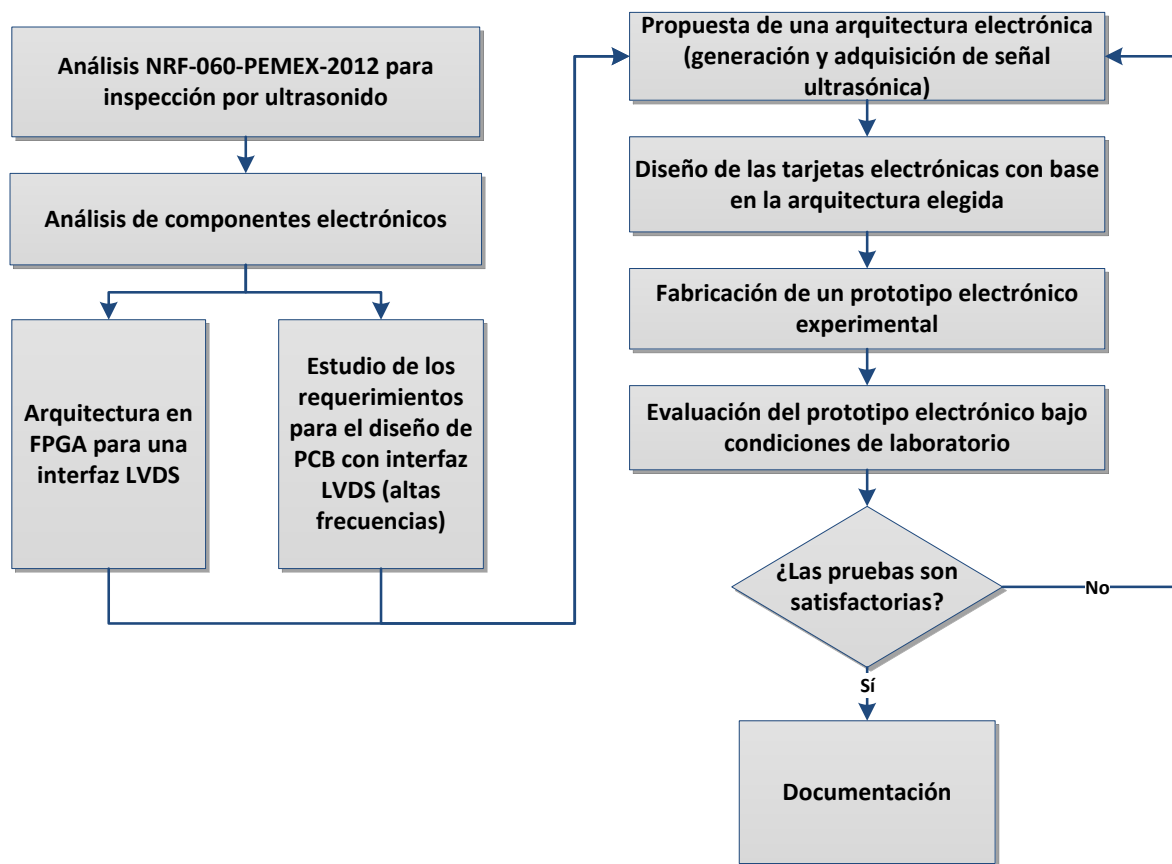 Análisis NRF-060-PEMEX-2012 para
inspección por ultrasonido
Análisis de componentes electrónicos
Arquitectura en
FPGA para una
interfaz LVDS
Estudio de los
requerimientos
para el diseño de
PCB con interfaz
LVDS (altas
frecuencias)
Propuesta de una arquitectura electrónica
(generación y adquisición de señal
ultrasónica)
Diseño de las tarjetas electrónicas con base
en la arquitectura elegida
Fabricación de un prototipo electrónico
experimental
Evaluación del prototipo electrónico bajo
condiciones de laboratorio
¿Las pruebas son
satisfactorias?
No
Sí
Documentación